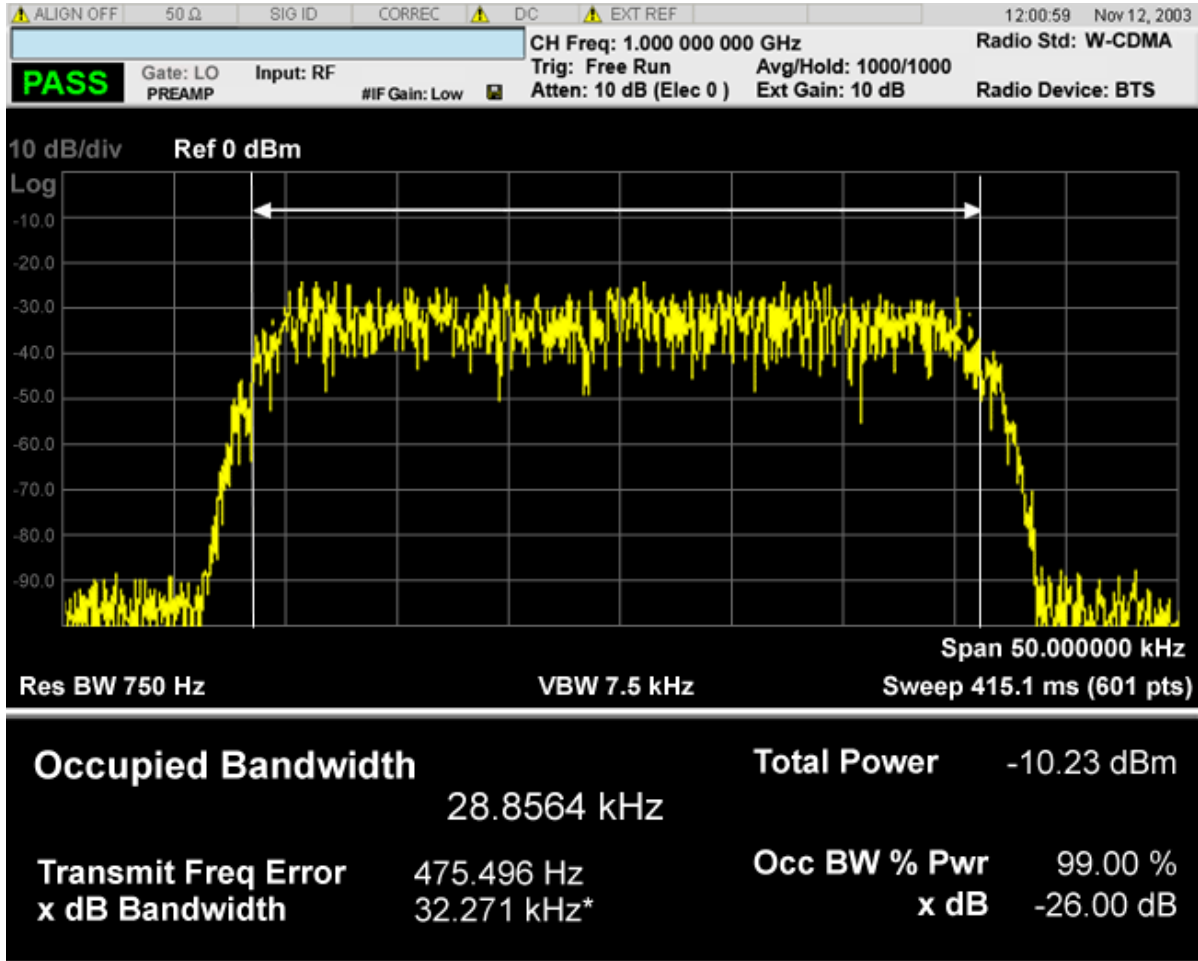 ALIGN OFF 50 Ω SIG ID CORREC DC EXT REF 12:00:59 Nov 12, 2003
CH Freq: 1.000 000 000 GHz Radio Std: W-CDMA
PASS Gate: LO Input: RF Trig: Free Run Avg/Hold: 1000/1000
PREAMP #IF Gain: Low Atten: 10 dB (Elec 0 ) Ext Gain: 10 dB Radio Device: BTS
10 dB/div Ref 0 dBm
Log
-10.0
-20.0
-30.0
-40.0
-50.0
-60.0
-70.0
-80.0
-90.0
Span 50.000000 kHz
Res BW 750 Hz VBW 7.5 kHz Sweep 415.1 ms (601 pts)
Occupied Bandwidth Total Power -10.23 dBm
28.8564 kHz
Transmit Freq Error 475.496 Hz Occ BW % Pwr 99.00 %
x dB Bandwidth 32.271 kHz* x dB -26.00 dB